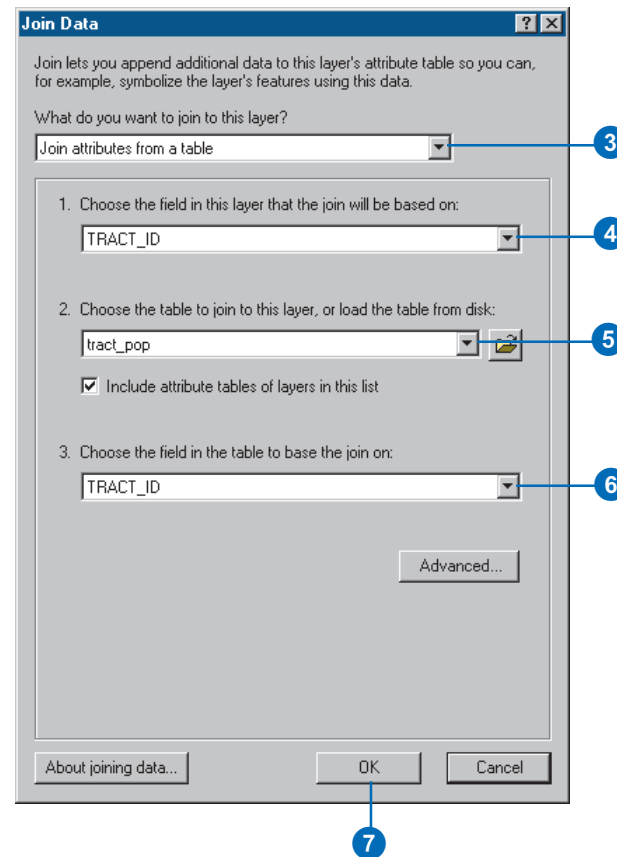 Join Data
Join lets you append additional data to this layer's attribute table so you can,
for example, symbolize the layer's features using this data.
What do you want to join to this layer?
Join attributes from a table
3
1. Choose the field in this layer that the join will be based on:
TRACT_ID
4
2. Choose the table to join to this layer, or load the table from disk:
tract_pop
5
Include attribute tables of layers in this list
3. Choose the field in the table to base the join on:
TRACT_ID
6
Advanced...
About joining data...
OK
Cancel
7